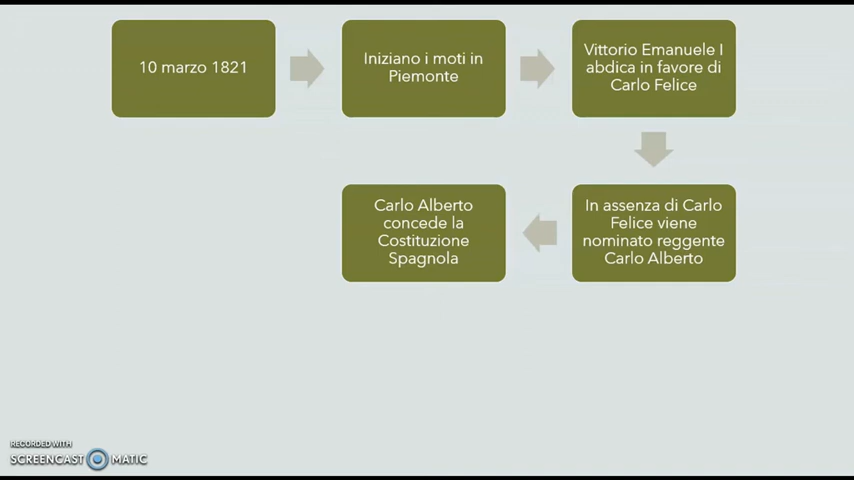 10 marzo 1821
Iniziano i moti in
Piemonte
Vittorio Emanuele I
abdica in favore di
Carlo Felice
In assenza di Carlo
Felice viene
nominato reggente
Carlo Alberto
Carlo Alberto
concede la
Costituzione
Spagnola
RECORDED WITH
SCREENCAST MATIC